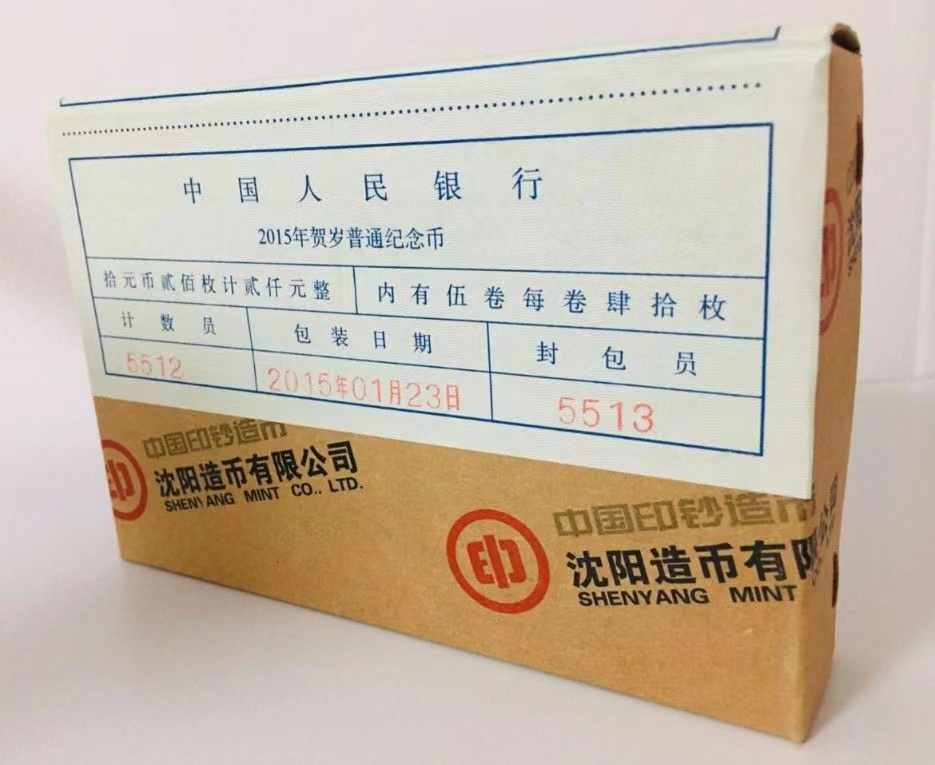 中国人民银行
2015年贺岁普通纪念币
拾元币贰佰枚计贰仟元整 内有伍卷每卷肆拾枚
计数员 包装日期 封包员
5512 2015年01月23日 5513
中国印钞造币
沈阳造币有限公司
SHENYANG MINT CO., LTD.
中国印钞造币
沈阳造币有限
SHENYANG MINT